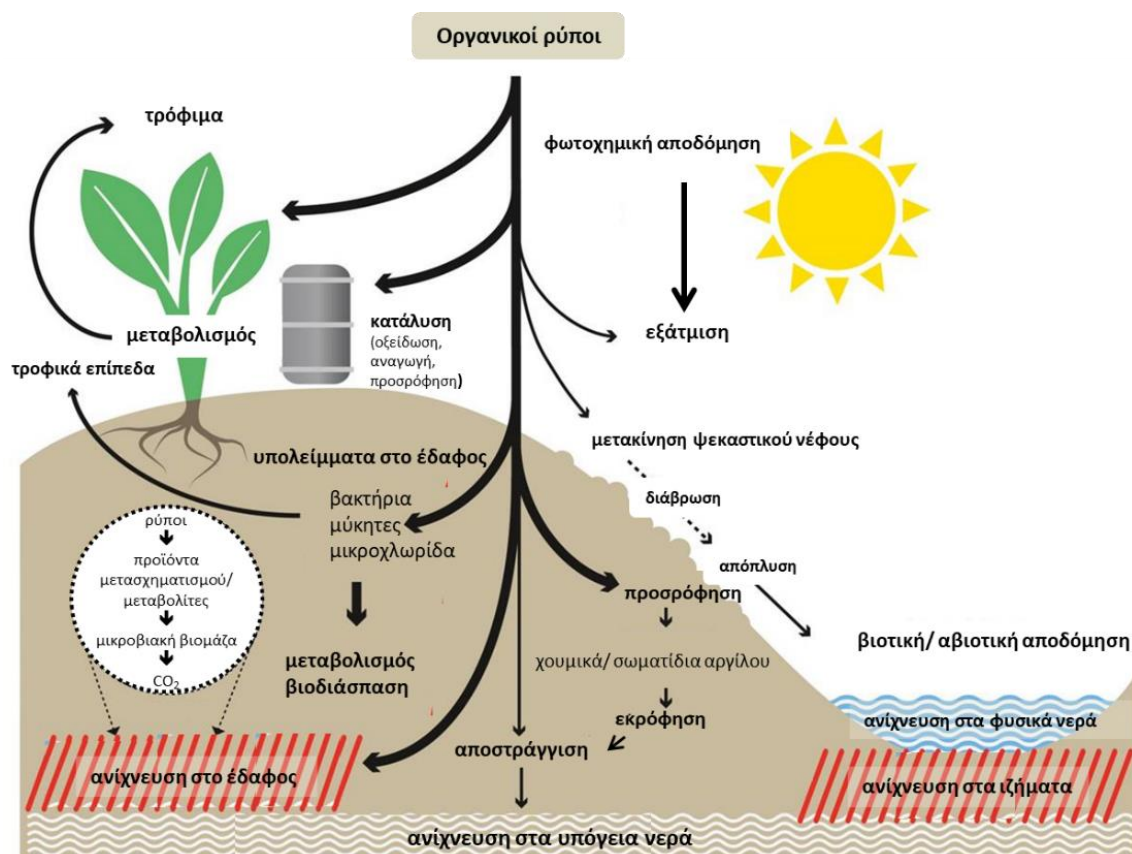 Οργανικοί ρύποι
τρόφιμα
φωτοχημική αποδόμηση
μεταβολισμός
κατάλυση
(οξείδωση,
αναγωγή,
προσρόφηση)
εξάτμιση
τροφικά επίπεδα
μετακίνηση ψεκαστικού νέφους
υπολείμματα στο έδαφος
διάβρωση
βακτήρια
μύκητες
μικροχλωρίδα
ρύποι
προϊόντα
μετασχηματισμού/
μεταβολίτες
μικροβιακή βιομάζα
CO₂
απόπλυση
προσρόφηση
βιοτική/ αβιοτική αποδόμηση
μεταβολισμός
βιοδιάσπαση
χουμικά/ σωματίδια αργίλου
εκρόφηση
ανίχνευση στα φυσικά νερά
αποστράγγιση
ανίχνευση στο έδαφος
ανίχνευση στα ιζήματα
ανίχνευση στα υπόγεια νερά